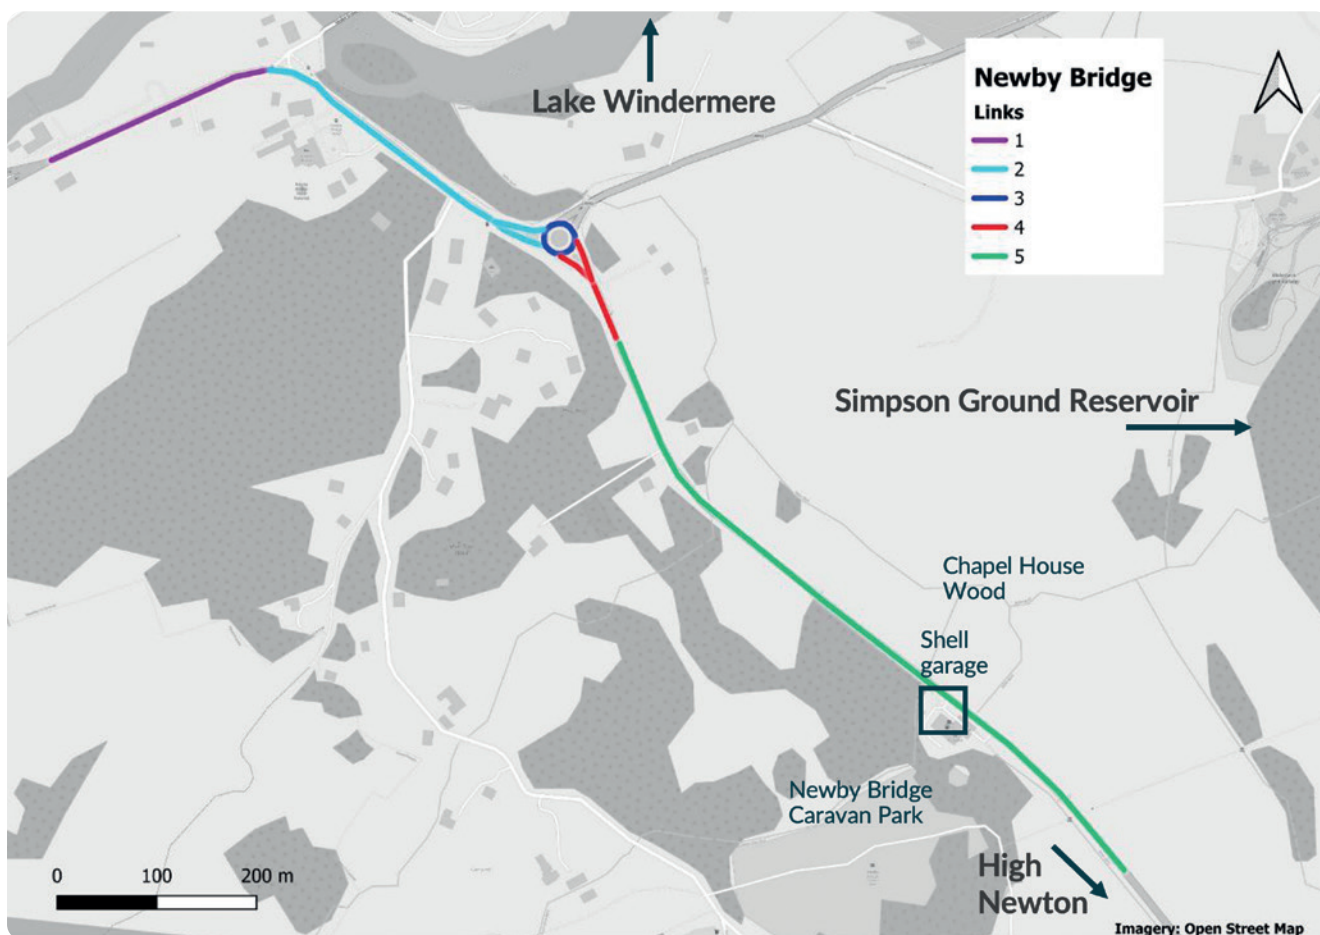 Lake Windermere
Newby Bridge
Links
1
2
3
4
5
Simpson Ground Reservoir
Chapel House
Wood
Shell
garage
Newby Bridge
Caravan Park
High
Newton
0 100 200 m
Imagery: Open Street Map